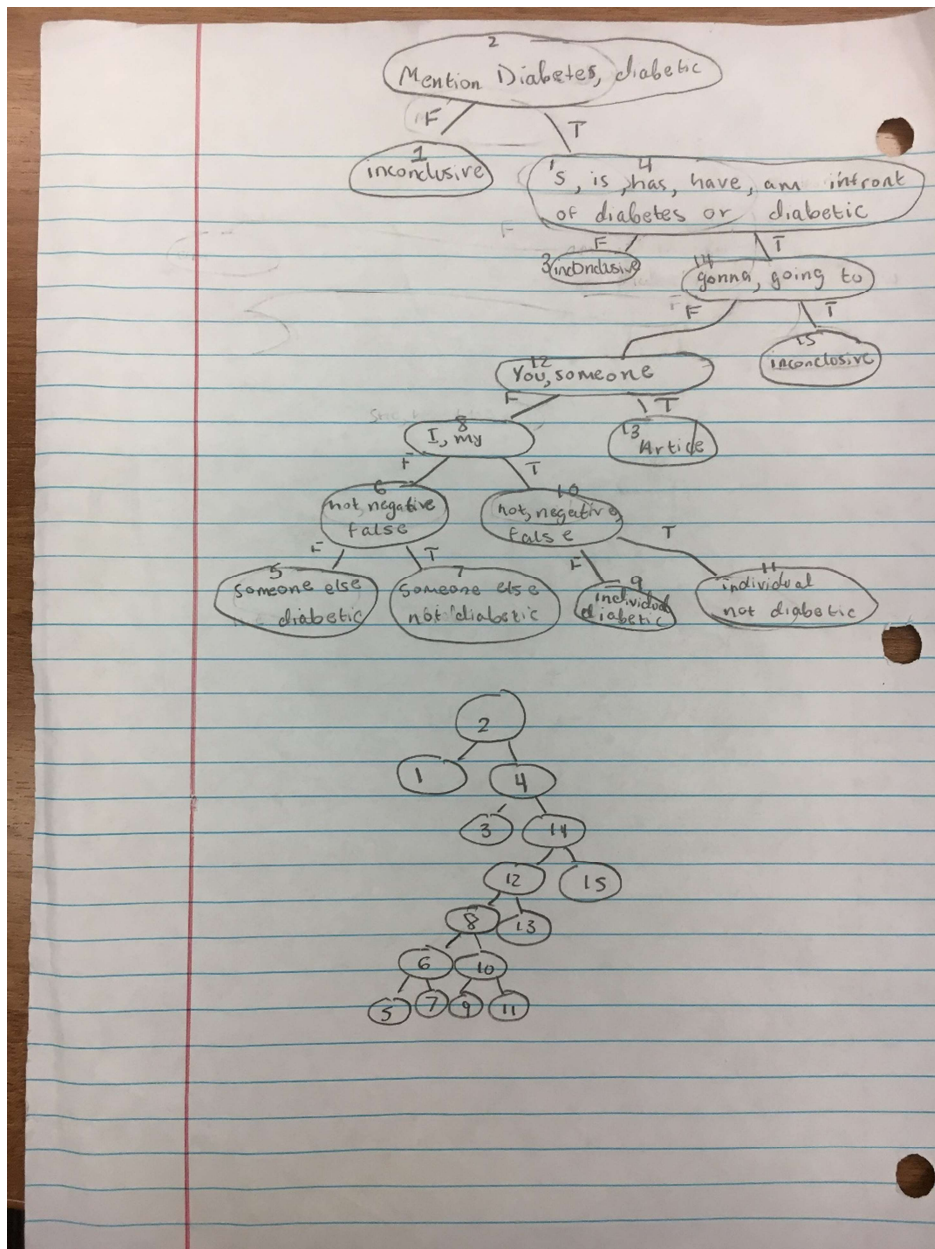 2
Mention Diabetes, diabetic
F
T
1
inconclusive
4
's, is, has, have, am infront
of diabetes or diabetic
F
T
3 inconclusive
14
gonna, going to
F
T
15
inconclusive
12
You, someone
F
T
8
I, my
13
Article
F
T
6
not, negative
false
10
not, negative,
false
F
T
F
T
5
Someone else
diabetic
7
Someone else
not diabetic
9
individual
diabetic
11
individual
not diabetic
2
1
4
3
14
12
15
8
13
6
10
5
7
9
11